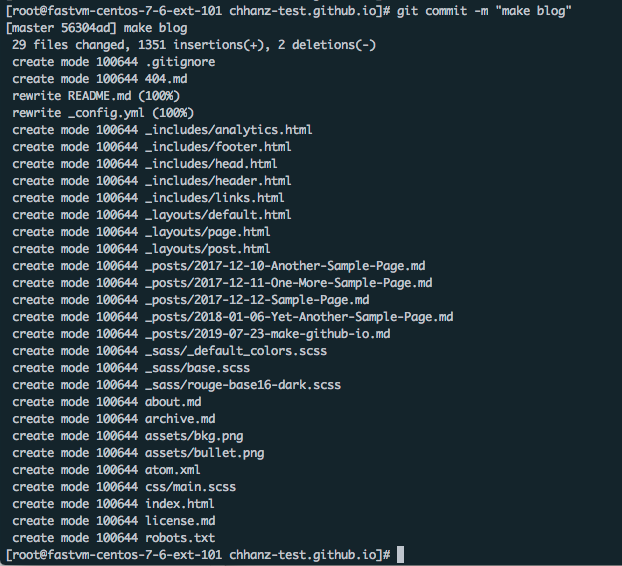 [root@fastvm-centos-7-6-ext-101 chhanz-test.github.io]# git commit -m "make blog"
[master 56304ad] make blog
 29 files changed, 1351 insertions(+), 2 deletions(-)
 create mode 100644 .gitignore
 create mode 100644 404.md
 rewrite README.md (100%)
 rewrite _config.yml (100%)
 create mode 100644 _includes/analytics.html
 create mode 100644 _includes/footer.html
 create mode 100644 _includes/head.html
 create mode 100644 _includes/header.html
 create mode 100644 _includes/links.html
 create mode 100644 _layouts/default.html
 create mode 100644 _layouts/page.html
 create mode 100644 _layouts/post.html
 create mode 100644 _posts/2017-12-10-Another-Sample-Page.md
 create mode 100644 _posts/2017-12-11-One-More-Sample-Page.md
 create mode 100644 _posts/2017-12-12-Sample-Page.md
 create mode 100644 _posts/2018-01-06-Yet-Another-Sample-Page.md
 create mode 100644 _posts/2019-07-23-make-github-io.md
 create mode 100644 _sass/_default_colors.scss
 create mode 100644 _sass/base.scss
 create mode 100644 _sass/rouge-base16-dark.scss
 create mode 100644 about.md
 create mode 100644 archive.md
 create mode 100644 assets/bkg.png
 create mode 100644 assets/bullet.png
 create mode 100644 atom.xml
 create mode 100644 css/main.scss
 create mode 100644 index.html
 create mode 100644 license.md
 create mode 100644 robots.txt
[root@fastvm-centos-7-6-ext-101 chhanz-test.github.io]#